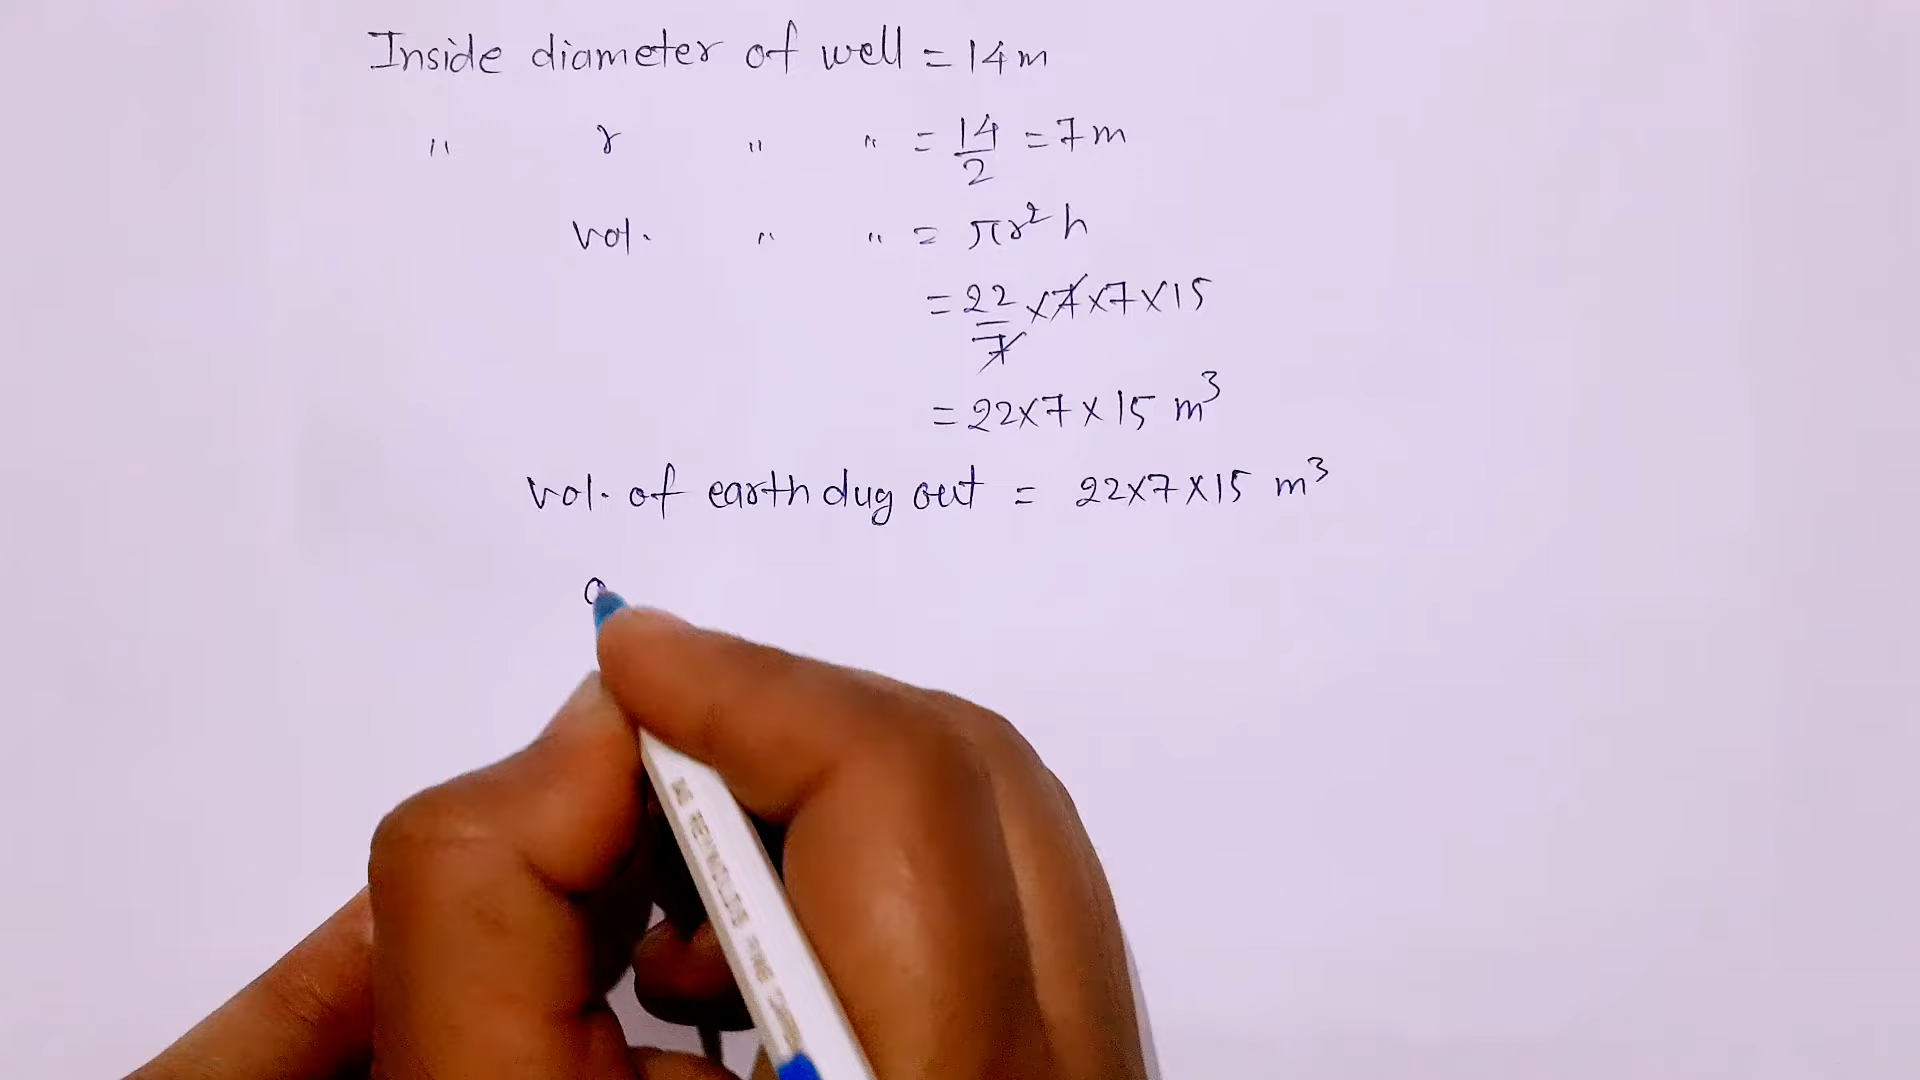 Inside diameter of well = 14 m
" r " " = 14/2 = 7 m
Vol. " " = πr² h
= 22/7 × 7 × 7 × 15
= 22 × 7 × 15 m³
Vol. of earth dug out = 22 × 7 × 15 m³